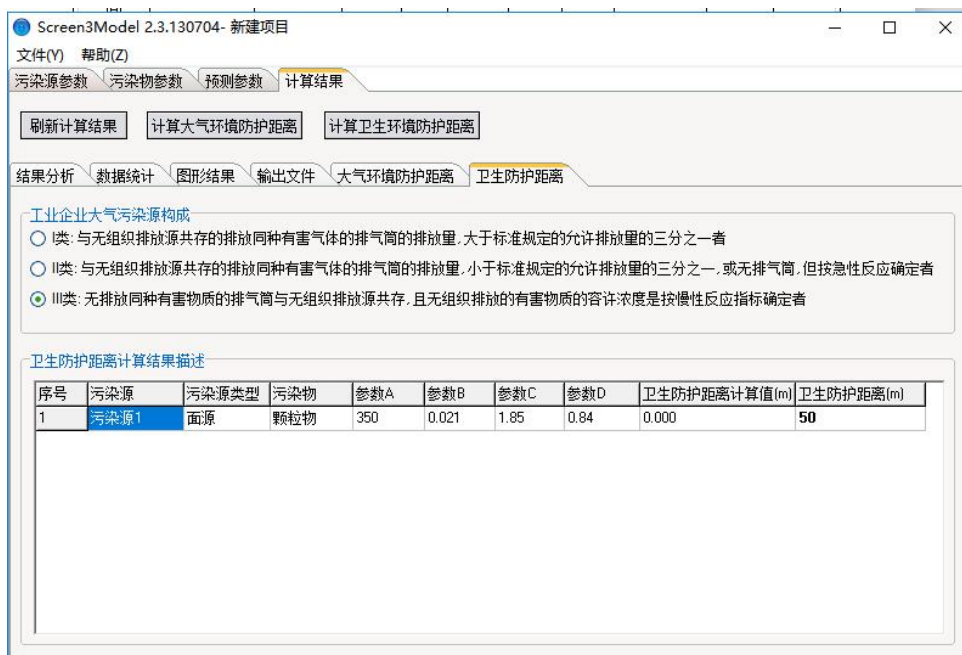 Screen3Model 2.3.130704- 新建项目
文件(Y) 帮助(Z)
污染源参数 污染物参数 预测参数 计算结果
刷新计算结果 计算大气环境防护距离 计算卫生环境防护距离
结果分析 数据统计 图形结果 输出文件 大气环境防护距离 卫生防护距离
工业企业大气污染源构成
I类: 与无组织排放源共存的排放同种有害气体的排气筒的排放量,大于标准规定的允许排放量的三分之一者
II类: 与无组织排放源共存的排放同种有害气体的排气筒的排放量,小于标准规定的允许排放量的三分之一,或无排气筒,但按急性反应确定者
III类: 无排放同种有害物质的排气筒与无组织排放源共存,且无组织排放的有害物质的容许浓度是按慢性反应指标确定者
卫生防护距离计算结果描述
序号 污染源 污染源类型 污染物 参数A 参数B 参数C 参数D 卫生防护距离计算值(m) 卫生防护距离(m)
1 污染源1 面源 颗粒物 350 0.021 1.85 0.84 0.000 50